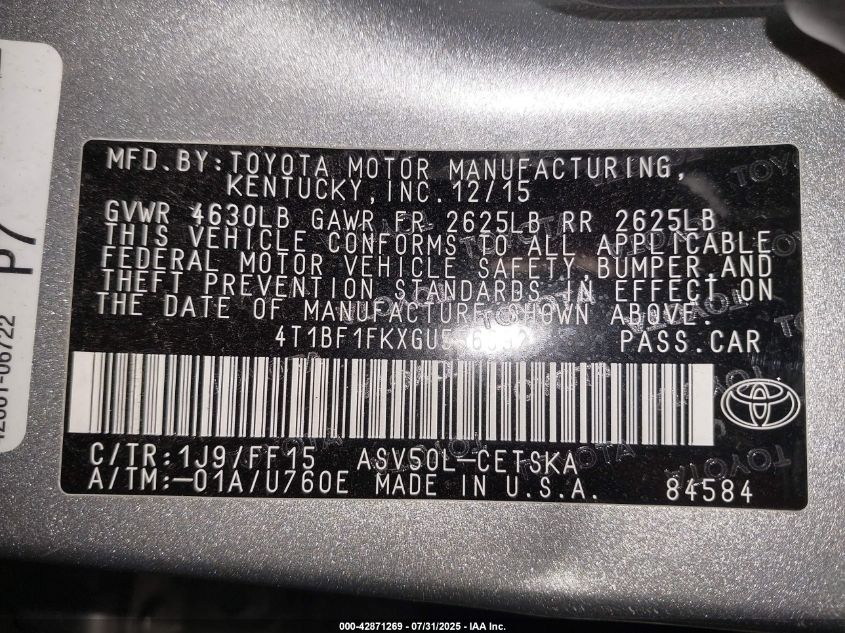 P7
MFD.BY:TOYOTA MOTOR MANUFACTURING,
KENTUCKY,INC.12/15
GVWR 4630LB GAWR FR 2625LB RR 2625LB
THIS VEHICLE CONFORMS TO ALL APPLICABLE
FEDERAL MOTOR VEHICLE SAFETY,BUMPER,AND
THEFT PREVENTION STANDARDS IN EFFECT ON
THE DATE OF MANUFACTURE SHOWN ABOVE.
PASS.CAR
C/TR:1J9/FF15 ASV50L-CETSKA
A/TM:-01A/U760E MADE IN U.S.A. 84584
TOYOTA
000-42871269 | 07/31/2025 - IAA Inc.